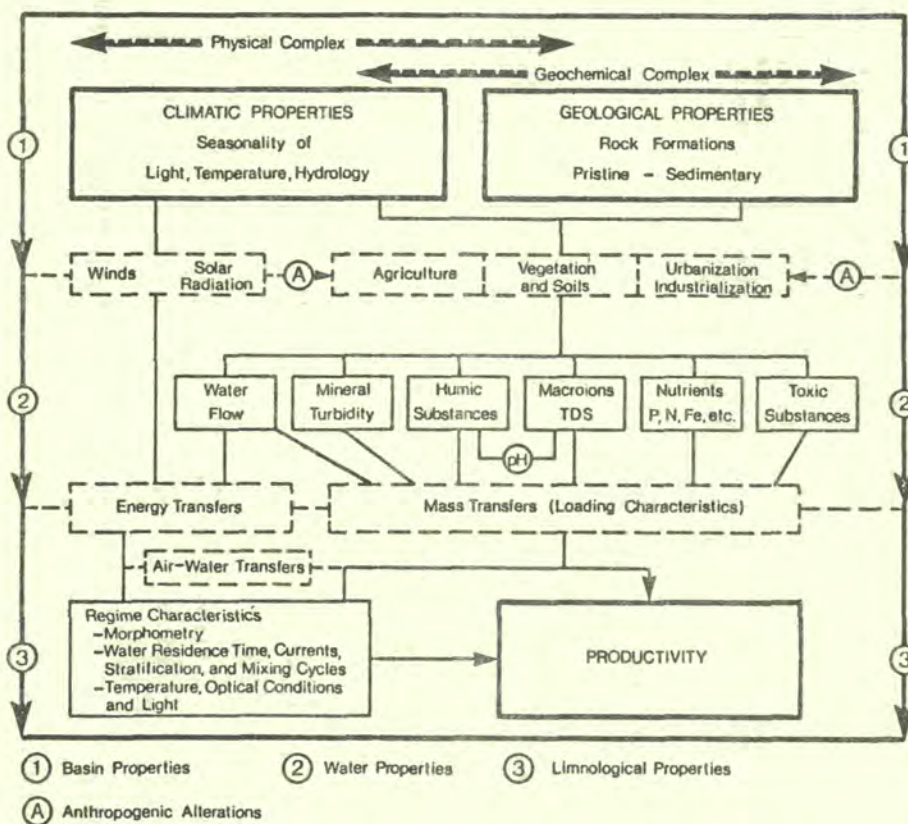 Physical Complex
Geochemical Complex
CLIMATIC PROPERTIES
Seasonality of
Light, Temperature, Hydrology
GEOLOGICAL PROPERTIES
Rock Formations
Pristine – Sedimentary
1
1
Winds
Solar
Radiation
A
Agriculture
Vegetation
and Soils
Urbanization
Industrialization
A
2
2
Water
Flow
Mineral
Turbidity
Humic
Substances
Macroions
TDS
Nutrients
P, N, Fe, etc.
Toxic
Substances
pH
Energy Transfers
Mass Transfers (Loading Characteristics)
Air–Water Transfers
3
3
Regime Characteristics
–Morphometry
–Water Residence Time, Currents,
Stratification, and Mixing Cycles
–Temperature, Optical Conditions
and Light
PRODUCTIVITY
1 Basin Properties
2 Water Properties
3 Limnological Properties
A Anthropogenic Alterations